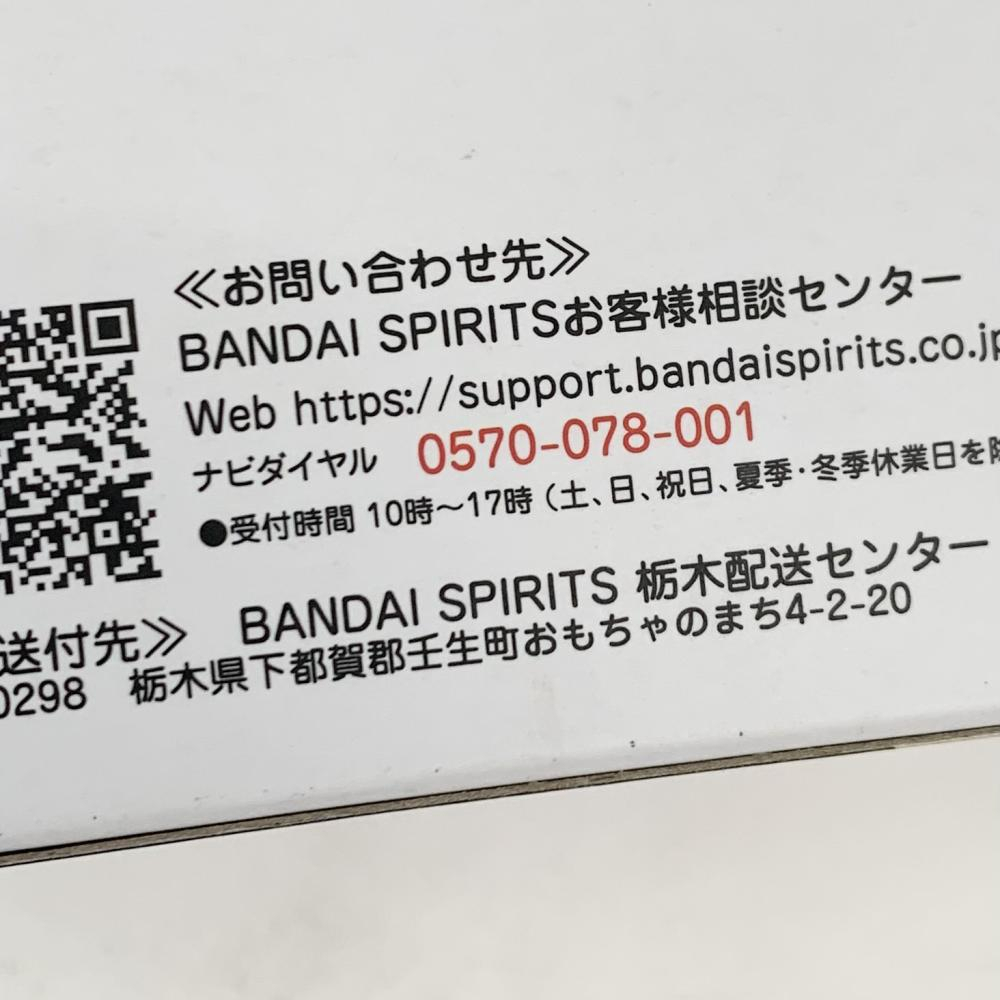 ≪お問い合わせ先≫
BANDAI SPIRITSお客様相談センター
Web https://support.bandaispirits.co.jp
ナビダイヤル 0570-078-001
●受付時間 10時〜17時（土、日、祝日、夏季・冬季休業日を除
送付先≫ BANDAI SPIRITS 栃木配送センター
0298 栃木県下都賀郡壬生町おもちゃのまち4-2-20